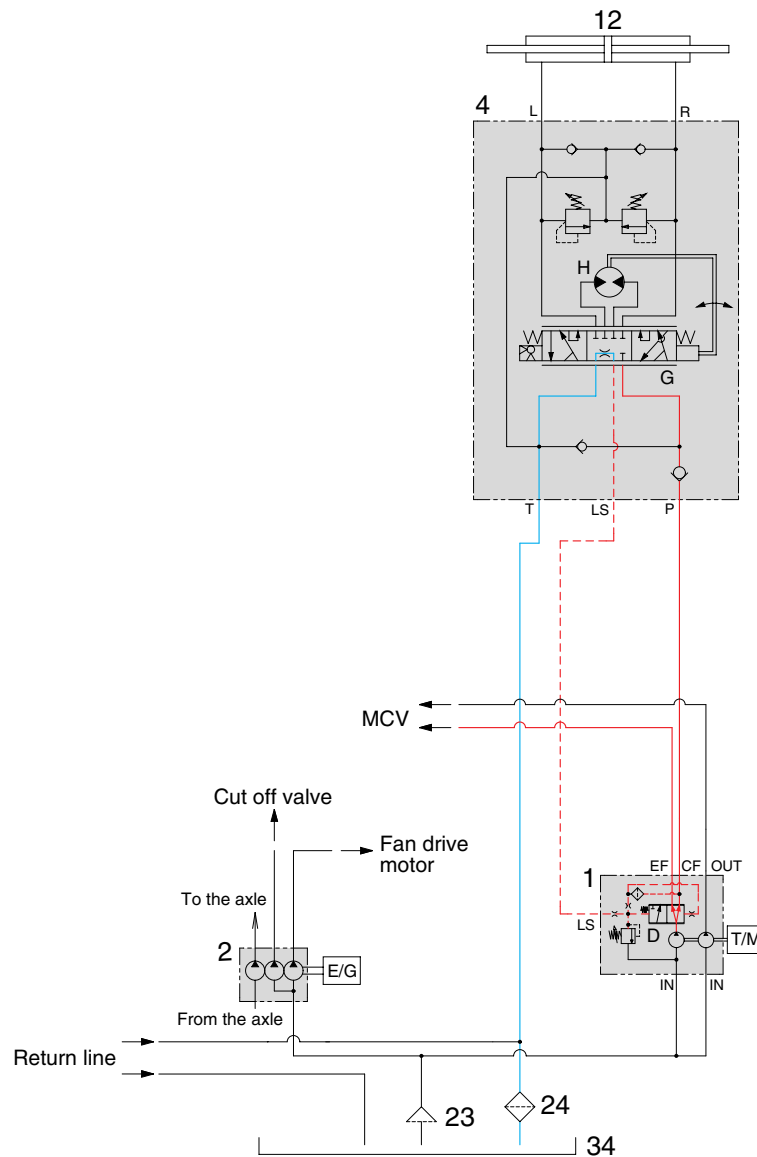 12
4
L
R
H
G
T
LS
P
MCV
Cut off valve
Fan drive
motor
EF
CF
OUT
1
To the axle
LS
D
T/M
2
E/G
IN
IN
From the axle
Return line
23
24
34